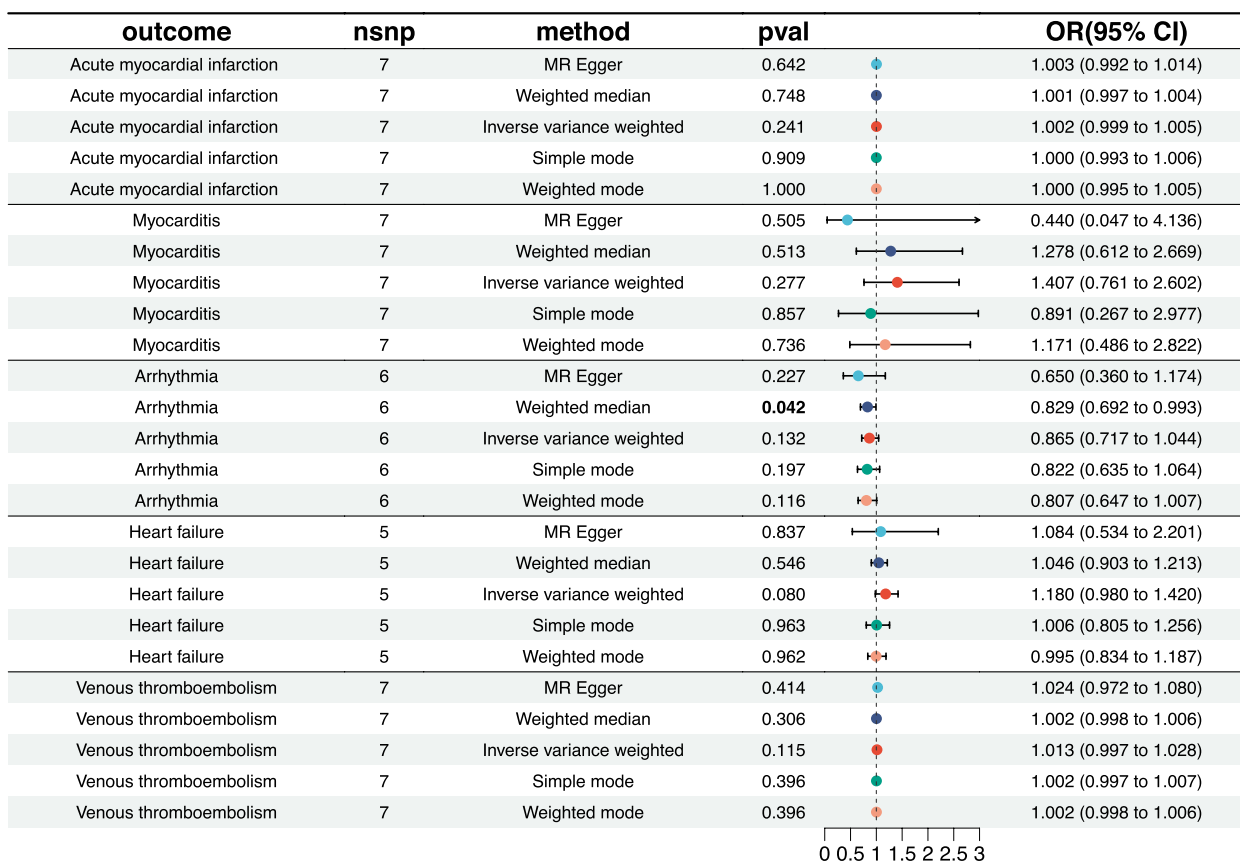 outcome nsnp method pval OR(95% CI)
Acute myocardial infarction 7 MR Egger 0.642 1.003 (0.992 to 1.014)
Acute myocardial infarction 7 Weighted median 0.748 1.001 (0.997 to 1.004)
Acute myocardial infarction 7 Inverse variance weighted 0.241 1.002 (0.999 to 1.005)
Acute myocardial infarction 7 Simple mode 0.909 1.000 (0.993 to 1.006)
Acute myocardial infarction 7 Weighted mode 1.000 1.000 (0.995 to 1.005)
Myocarditis 7 MR Egger 0.505 0.440 (0.047 to 4.136)
Myocarditis 7 Weighted median 0.513 1.278 (0.612 to 2.669)
Myocarditis 7 Inverse variance weighted 0.277 1.407 (0.761 to 2.602)
Myocarditis 7 Simple mode 0.857 0.891 (0.267 to 2.977)
Myocarditis 7 Weighted mode 0.736 1.171 (0.486 to 2.822)
Arrhythmia 6 MR Egger 0.227 0.650 (0.360 to 1.174)
Arrhythmia 6 Weighted median 0.042 0.829 (0.692 to 0.993)
Arrhythmia 6 Inverse variance weighted 0.132 0.865 (0.717 to 1.044)
Arrhythmia 6 Simple mode 0.197 0.822 (0.635 to 1.064)
Arrhythmia 6 Weighted mode 0.116 0.807 (0.647 to 1.007)
Heart failure 5 MR Egger 0.837 1.084 (0.534 to 2.201)
Heart failure 5 Weighted median 0.546 1.046 (0.903 to 1.213)
Heart failure 5 Inverse variance weighted 0.080 1.180 (0.980 to 1.420)
Heart failure 5 Simple mode 0.963 1.006 (0.805 to 1.256)
Heart failure 5 Weighted mode 0.962 0.995 (0.834 to 1.187)
Venous thromboembolism 7 MR Egger 0.414 1.024 (0.972 to 1.080)
Venous thromboembolism 7 Weighted median 0.306 1.002 (0.998 to 1.006)
Venous thromboembolism 7 Inverse variance weighted 0.115 1.013 (0.997 to 1.028)
Venous thromboembolism 7 Simple mode 0.396 1.002 (0.997 to 1.007)
Venous thromboembolism 7 Weighted mode 0.396 1.002 (0.998 to 1.006)
0 0.5 1 1.5 2 2.5 3